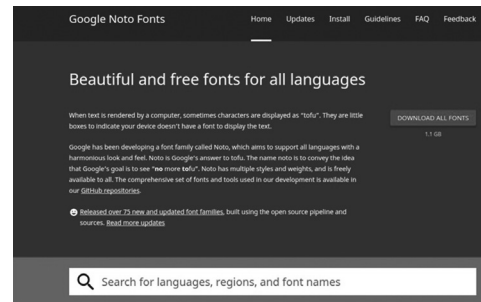 Google Noto Fonts
Home Updates Install Guidelines FAQ Feedback
Beautiful and free fonts for all languages
When text is rendered by a computer, sometimes characters are displayed as "tofu". They are little
boxes to indicate your device doesn't have a font to display the text.
DOWNLOAD ALL FONTS
1.1 GB
Google has been developing a font family called Noto, which aims to support all languages with a
harmonious look and feel. Noto is Google's answer to tofu. The name noto is to convey the idea
that Google's goal is to see "no more tofu". Noto has multiple styles and weights, and is freely
available to all. The comprehensive set of fonts and tools used in our development is available in
our GitHub repositories.
Released over 75 new and updated font families, built using the open source pipeline and
sources. Read more updates
Search for languages, regions, and font names